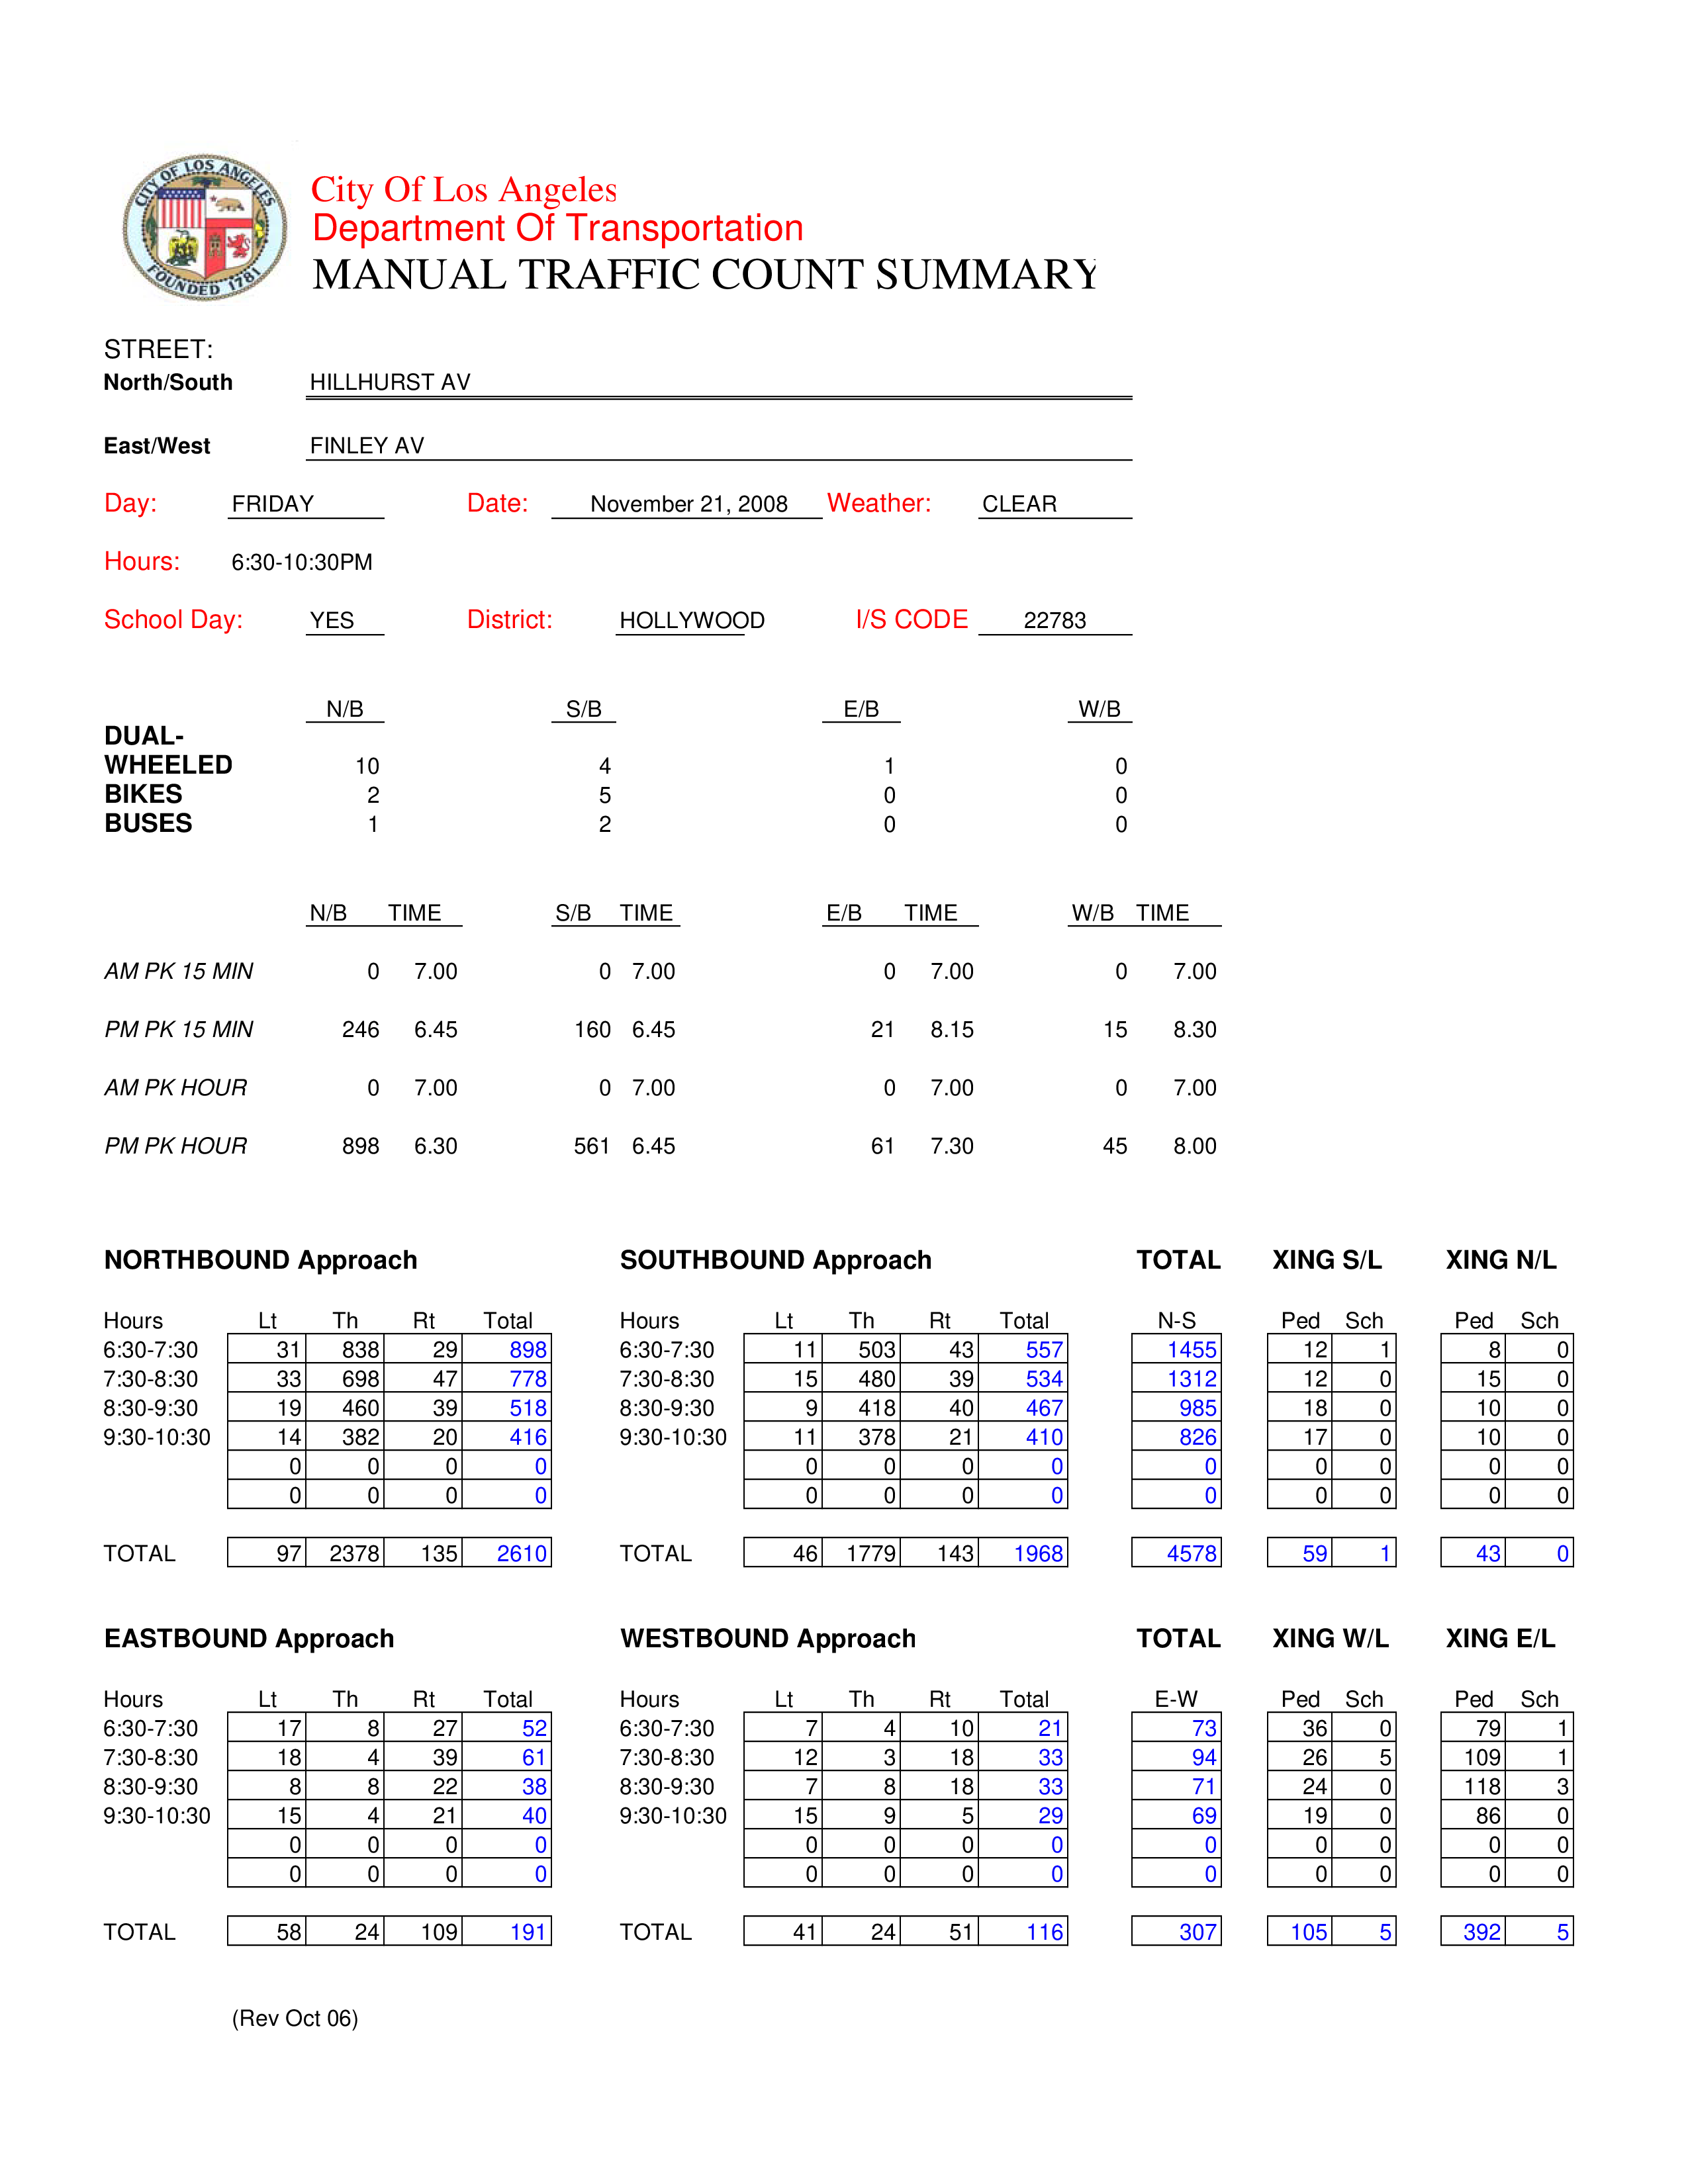 CITY OF LOS ANGELES
FOUNDED 1781
City Of Los Angeles
Department Of Transportation
MANUAL TRAFFIC COUNT SUMMARY
STREET:
North/South HILLHURST AV
East/West FINLEY AV
Day: FRIDAY Date: November 21, 2008 Weather: CLEAR
Hours: 6:30-10:30PM
School Day: YES District: HOLLYWOOD I/S CODE 22783
N/B S/B E/B W/B
DUAL-
WHEELED 10 4 1 0
BIKES 2 5 0 0
BUSES 1 2 0 0
N/B TIME S/B TIME E/B TIME W/B TIME
AM PK 15 MIN 0 7.00 0 7.00 0 7.00 0 7.00
PM PK 15 MIN 246 6.45 160 6.45 21 8.15 15 8.30
AM PK HOUR 0 7.00 0 7.00 0 7.00 0 7.00
PM PK HOUR 898 6.30 561 6.45 61 7.30 45 8.00
NORTHBOUND Approach SOUTHBOUND Approach TOTAL XING S/L XING N/L
Hours Lt Th Rt Total Hours Lt Th Rt Total N-S Ped Sch Ped Sch
6:30-7:30 31 838 29 898 6:30-7:30 11 503 43 557 1455 12 1 8 0
7:30-8:30 33 698 47 778 7:30-8:30 15 480 39 534 1312 12 0 15 0
8:30-9:30 19 460 39 518 8:30-9:30 9 418 40 467 985 18 0 10 0
9:30-10:30 14 382 20 416 9:30-10:30 11 378 21 410 826 17 0 10 0
0 0 0 0 0 0 0 0 0 0 0 0 0
0 0 0 0 0 0 0 0 0 0 0 0 0
TOTAL 97 2378 135 2610 TOTAL 46 1779 143 1968 4578 59 1 43 0
EASTBOUND Approach WESTBOUND Approach TOTAL XING W/L XING E/L
Hours Lt Th Rt Total Hours Lt Th Rt Total E-W Ped Sch Ped Sch
6:30-7:30 17 8 27 52 6:30-7:30 7 4 10 21 73 36 0 79 1
7:30-8:30 18 4 39 61 7:30-8:30 12 3 18 33 94 26 5 109 1
8:30-9:30 8 8 22 38 8:30-9:30 7 8 18 33 71 24 0 118 3
9:30-10:30 15 4 21 40 9:30-10:30 15 9 5 29 69 19 0 86 0
0 0 0 0 0 0 0 0 0 0 0 0 0
0 0 0 0 0 0 0 0 0 0 0 0 0
TOTAL 58 24 109 191 TOTAL 41 24 51 116 307 105 5 392 5
(Rev Oct 06)